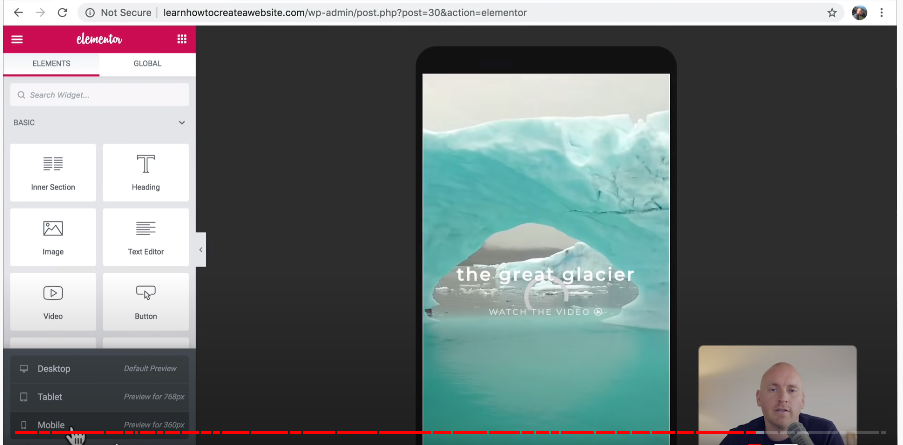 Not Secure | learnhowtocreateawebsite.com/wp-admin/post.php?post=30&action=elementor
elementor
ELEMENTS GLOBAL
Search Widget...
BASIC
Inner Section Heading
Image Text Editor
Video Button
Desktop Default Preview
Tablet Preview for 768px
Mobile Preview for 360px
the great glacier
WATCH THE VIDEO